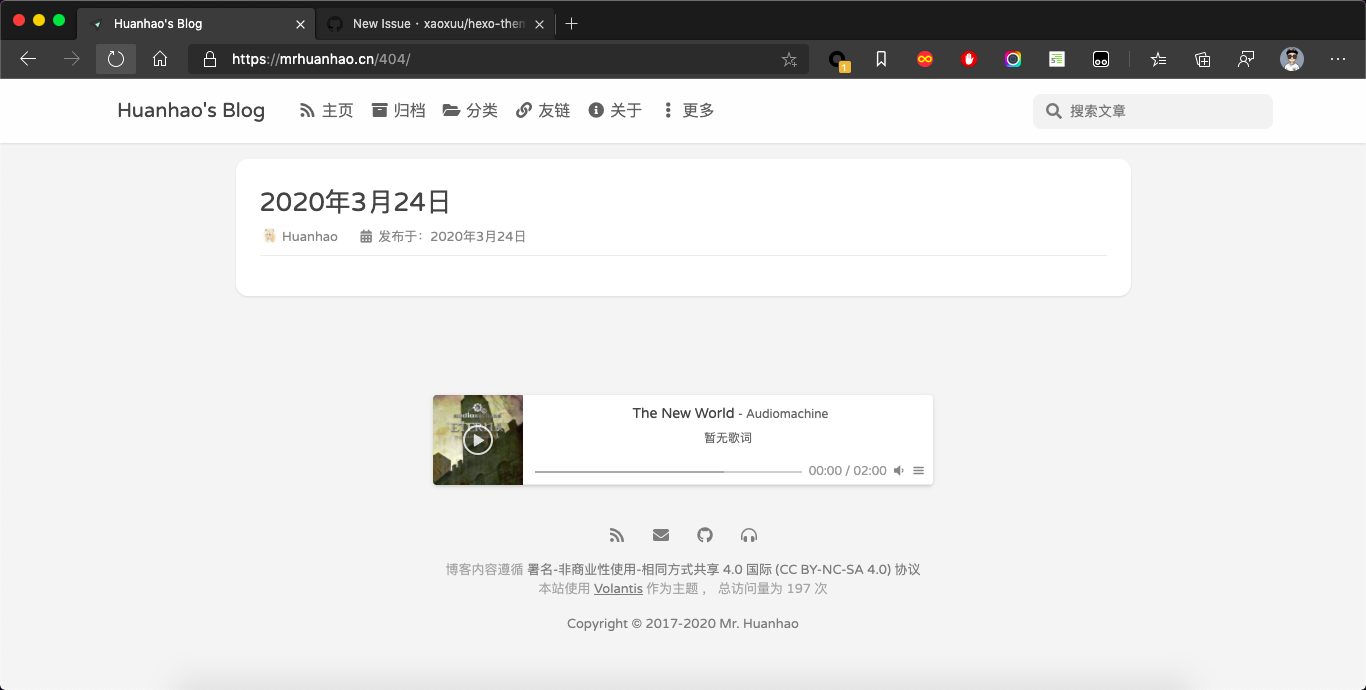 Huanhao's Blog
New Issue · xaoxuu/hexo-then
https://mrhuanhao.cn/404/
1
Huanhao's Blog
主页
归档
分类
友链
关于
更多
搜索文章
2020年3月24日
Huanhao
发布于：2020年3月24日
The New World - Audiomachine
暂无歌词
00:00 / 02:00
博客内容遵循 署名-非商业性使用-相同方式共享 4.0 国际 (CC BY-NC-SA 4.0) 协议
本站使用 Volantis 作为主题， 总访问量为 197 次
Copyright © 2017-2020 Mr. Huanhao